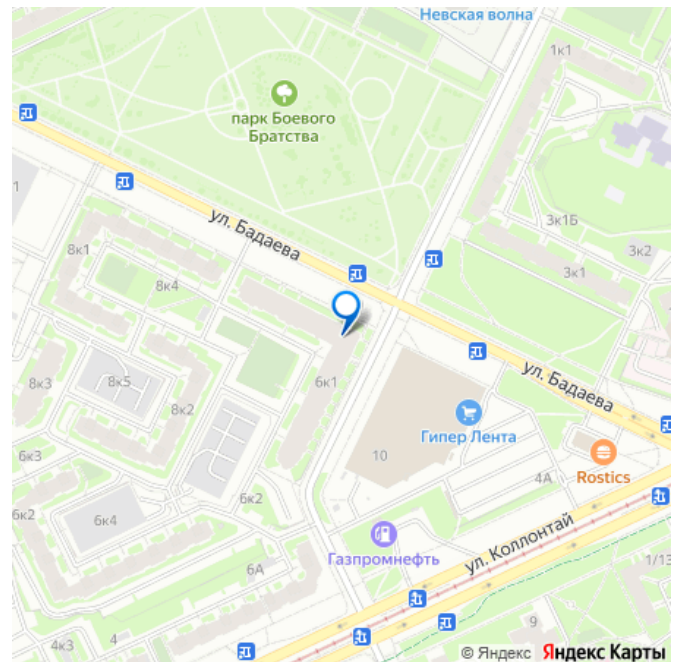 Невская волна
1к1
парк Боевого
Братства
3к1Б
3к2
3к1
1
ул. Бадаева
8к1
8к4
8к3
8к5
8к2
6к1
ул. Бадаева
Гипер Лента
10
Rostics
4А
6к3
6к2
6к2
6к4
Газпромнефть
ул. Коллонтай
6А
1/13
4к3
4
9
© Яндекс Яндекс Карты